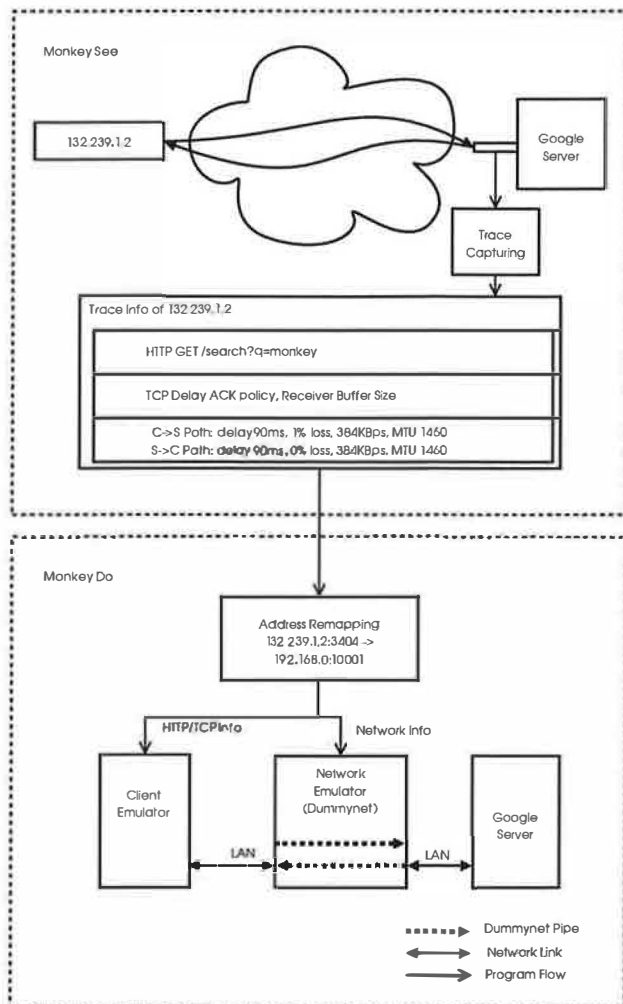 Monkey See
132 239.1 2
Google
Server
Trace
Capturing
Trace Info of 132 239.1.2
HTTP GET /search?q=monkey
TCP Delay ACK policy, Receiver Buffer Size
C->S Path: delay90ms, 1% loss, 384KBps, MTU 1460
S->C Path: delay 90ms, 0% loss, 384KBps, MTU 1460
Monkey Do
Address Remapping
132 239.1.2:3404 ->
192.168.0:10001
HTTP/TCP Info
Network Info
Client
Emulator
Network
Emulator
(Dummynet)
Google
Server
LAN
LAN
Dummynet Pipe
Network Link
Program Flow